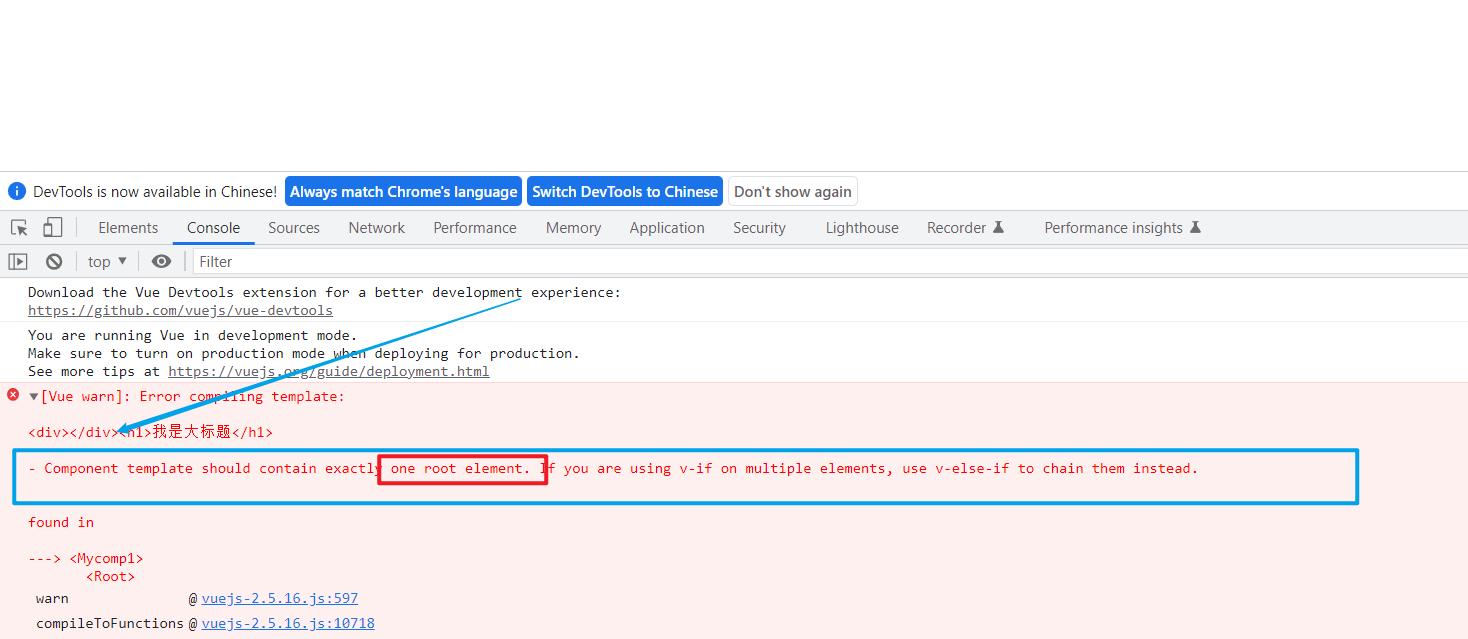 DevTools is now available in Chinese! Always match Chrome's language Switch DevTools to Chinese Don't show again
Elements Console Sources Network Performance Memory Application Security Lighthouse Recorder Performance insights
top Filter
Download the Vue Devtools extension for a better development experience:
https://github.com/vuejs/vue-devtools
You are running Vue in development mode.
Make sure to turn on production mode when deploying for production.
See more tips at https://vuejs.org/guide/deployment.html
[Vue warn]: Error compiling template:
<div></div><h1>我是大标题</h1>
- Component template should contain exactly one root element. If you are using v-if on multiple elements, use v-else-if to chain them instead.
found in
---> <Mycomp1>
<Root>
warn @ vuejs-2.5.16.js:597
compileToFunctions @ vuejs-2.5.16.js:10718